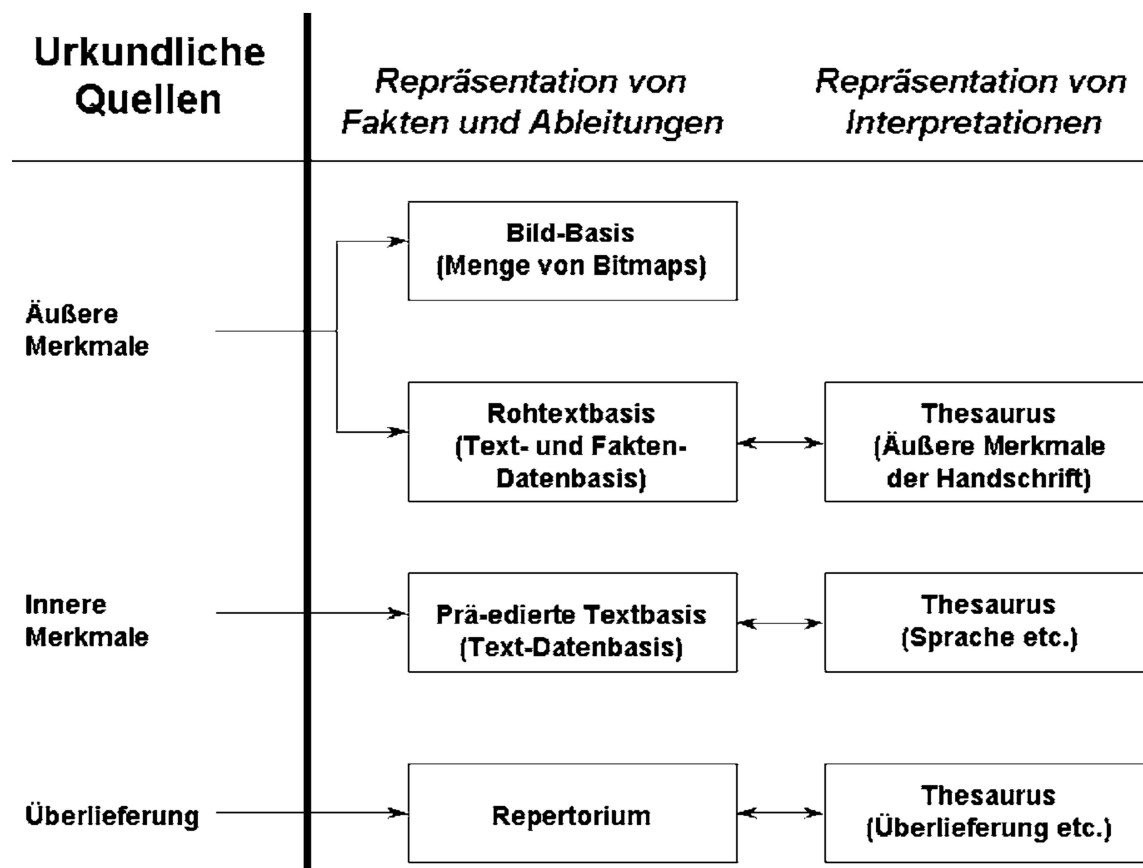 Urkundliche
Quellen
Repräsentation von
Fakten und Ableitungen
Repräsentation von
Interpretationen
Äußere
Merkmale
Bild-Basis
(Menge von Bitmaps)
Rohtextbasis
(Text- und Fakten-
Datenbasis)
Thesaurus
(Äußere Merkmale
der Handschrift)
Innere
Merkmale
Prä-edierte Textbasis
(Text-Datenbasis)
Thesaurus
(Sprache etc.)
Überlieferung
Repertorium
Thesaurus
(Überlieferung etc.)